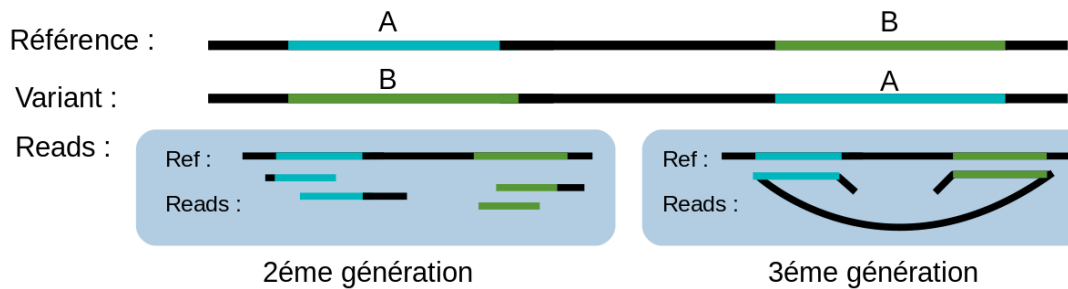 A B
Référence :
B A
Variant :
Reads :
Ref :
Reads :
Ref :
Reads :
2éme génération
3éme génération